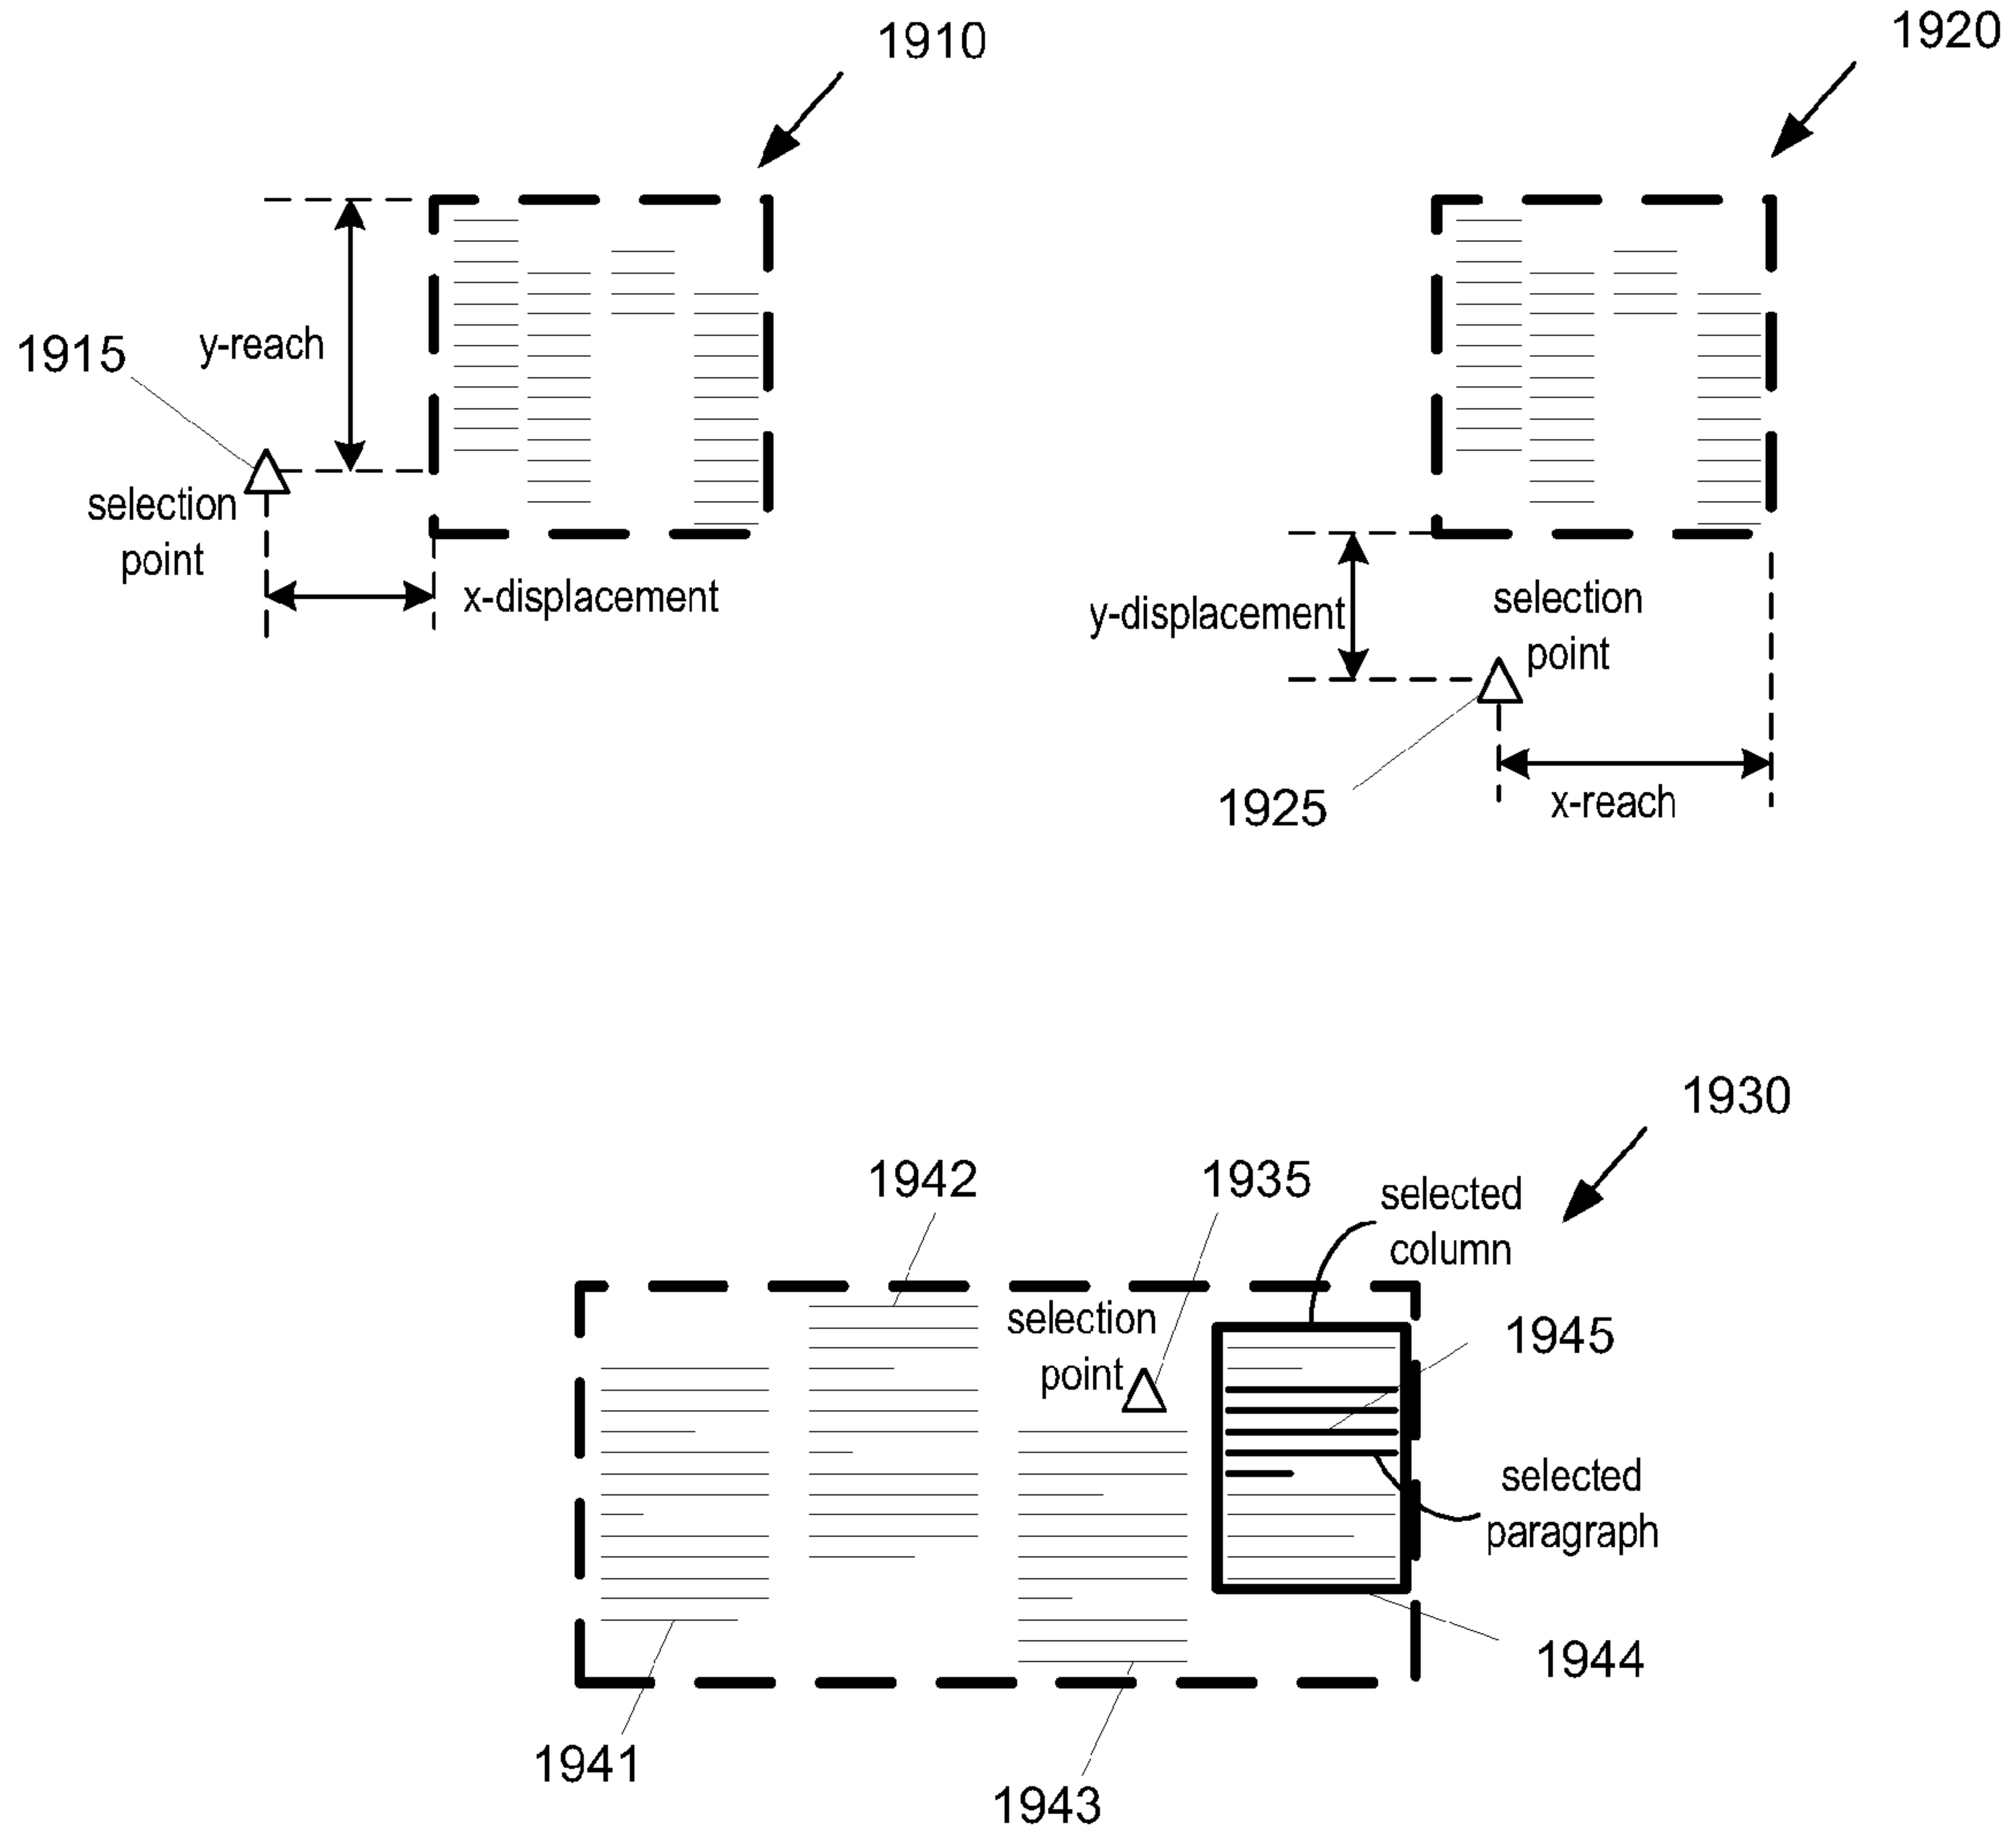 1910
1920
1915
y-reach
selection
point
x-displacement
y-displacement
selection
point
1925
x-reach
1930
1942
1935
selected
column
selection
point
1945
selected
paragraph
1944
1941
1943